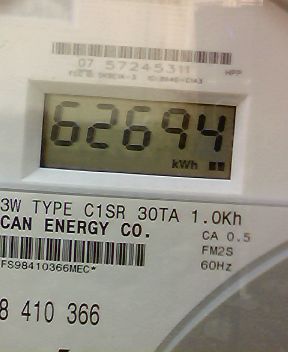 07 57245311
HPP
62694
kWh
3W TYPE C1SR 30TA 1.0Kh
CAN ENERGY CO.
CA 0.5
FM2S
60Hz
FS98410366MEC*
8 410 366